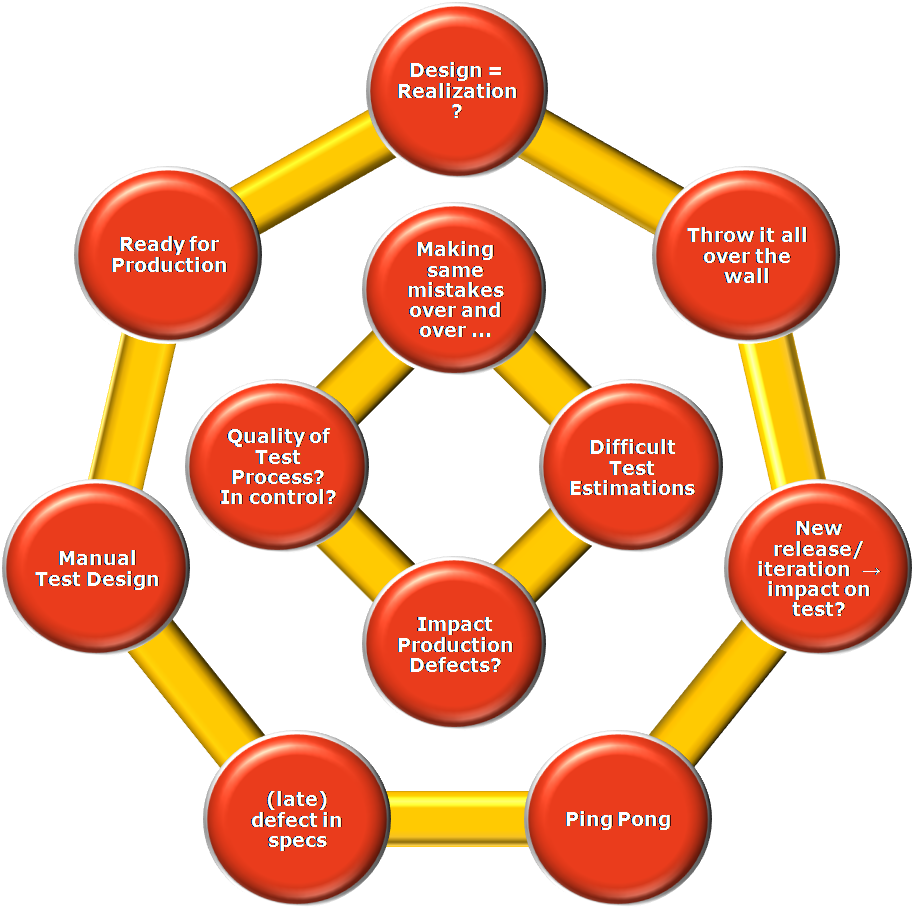 Design =
Realization
?
Ready for
Production
Throw it all
over the
wall
Making
same
mistakes
over and
over ...
Quality of
Test
Process?
In control?
Difficult
Test
Estimations
Manual
Test Design
New
release/
iteration →
impact on
test?
Impact
Production
Defects?
(late)
defect in
specs
Ping Pong